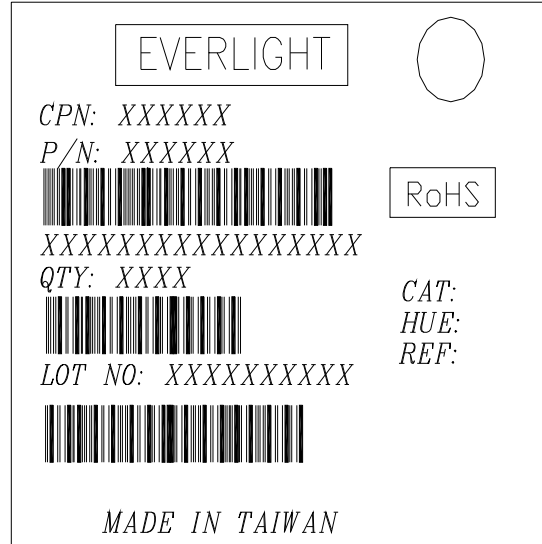 EVERLIGHT
CPN: XXXXXX
P/N: XXXXXX
RoHS
XXXXXXXXXXXXXXXXX
QTY: XXXX
CAT:
HUE:
REF:
LOT NO: XXXXXXXXXX
MADE IN TAIWAN